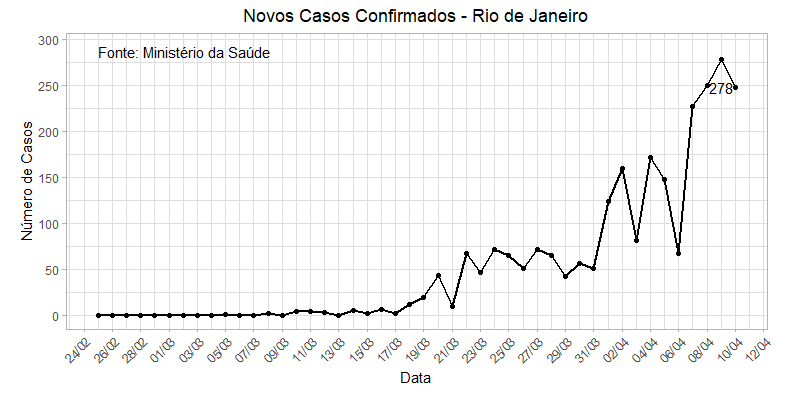 Novos Casos Confirmados - Rio de Janeiro
Fonte: Ministério da Saúde
300
250
200
150
100
50
0
Número de Casos
278
24/02 26/02 28/02 01/03 03/03 05/03 07/03 09/03 11/03 13/03 15/03 17/03 19/03 21/03 23/03 25/03 27/03 29/03 31/03 02/04 04/04 06/04 08/04 10/04 12/04
Data